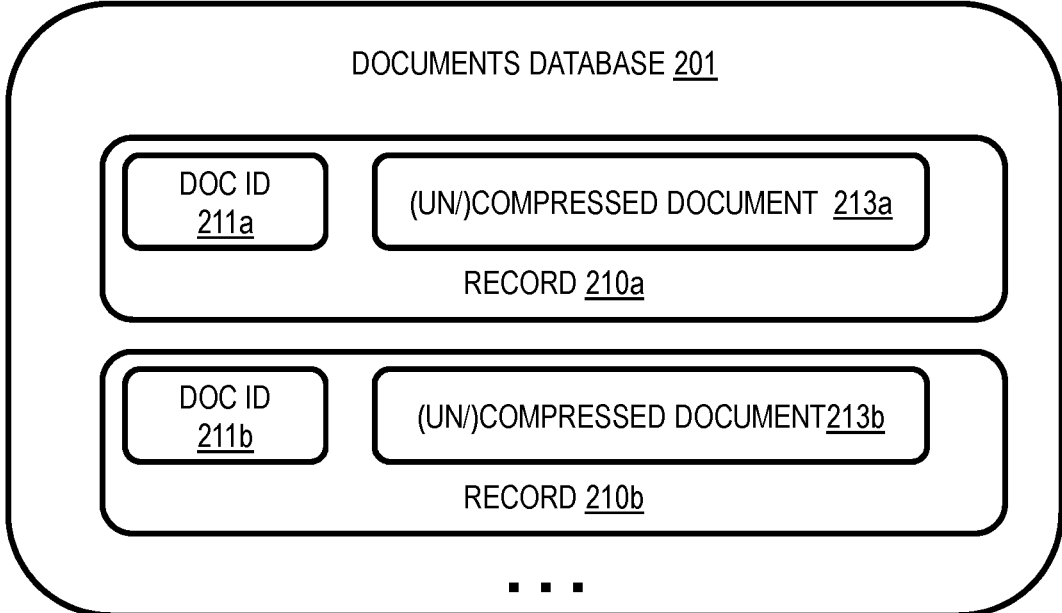 DOCUMENTS DATABASE 201
DOC ID
211a
(UN/)COMPRESSED DOCUMENT 213a
RECORD 210a
DOC ID
211b
(UN/)COMPRESSED DOCUMENT213b
RECORD 210b
...